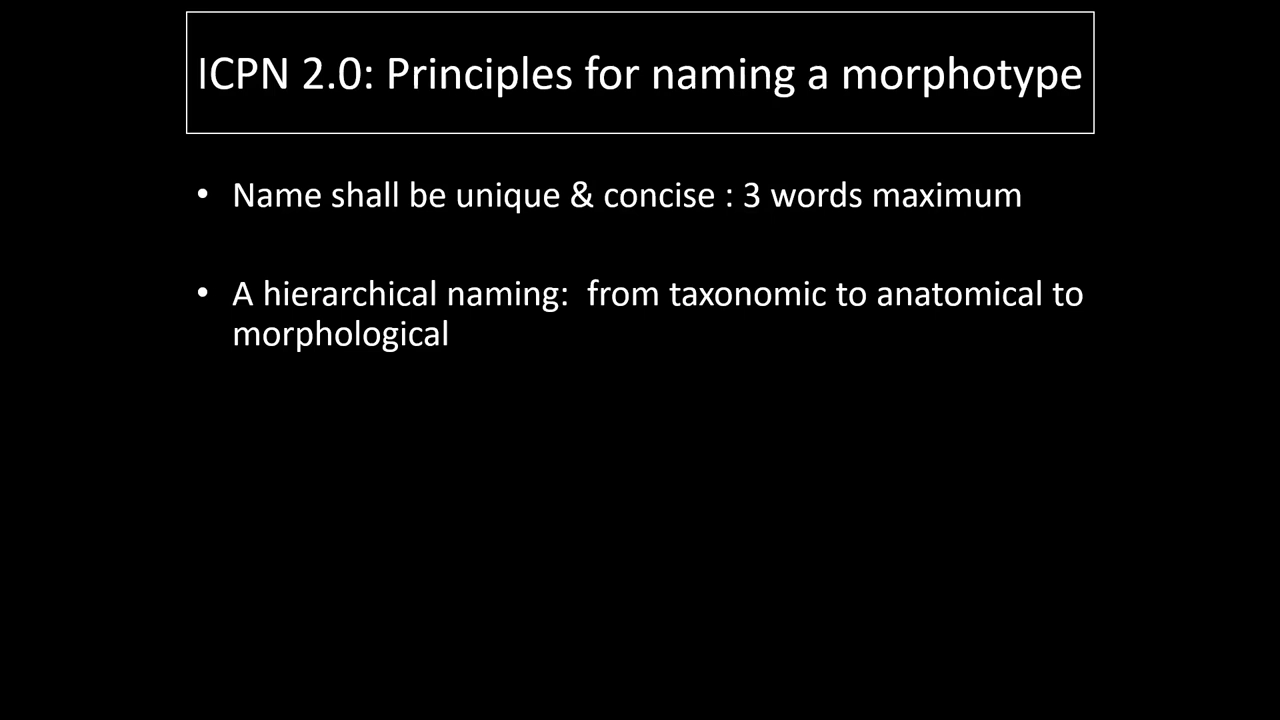 ICPN 2.0: Principles for naming a morphotype
• Name shall be unique & concise : 3 words maximum
• A hierarchical naming:  from taxonomic to anatomical to
morphological